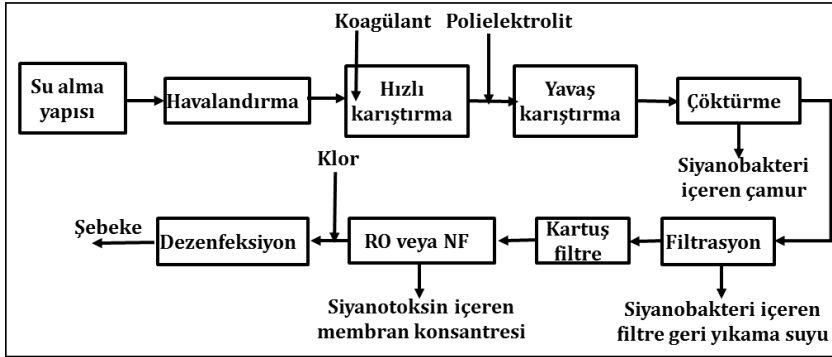 Koagülant
Polielektrolit
Su alma
yapısı
Havalandırma
Hızlı
karıştırma
Yavaş
karıştırma
Çöktürme
Siyanobakteri
içeren çamur
Klor
Şebeke
Dezenfeksiyon
RO veya NF
Kartuş
filtre
Filtrasyon
Siyanotoksin içeren
membran konsantresi
Siyanobakteri içeren
filtre geri yıkama suyu